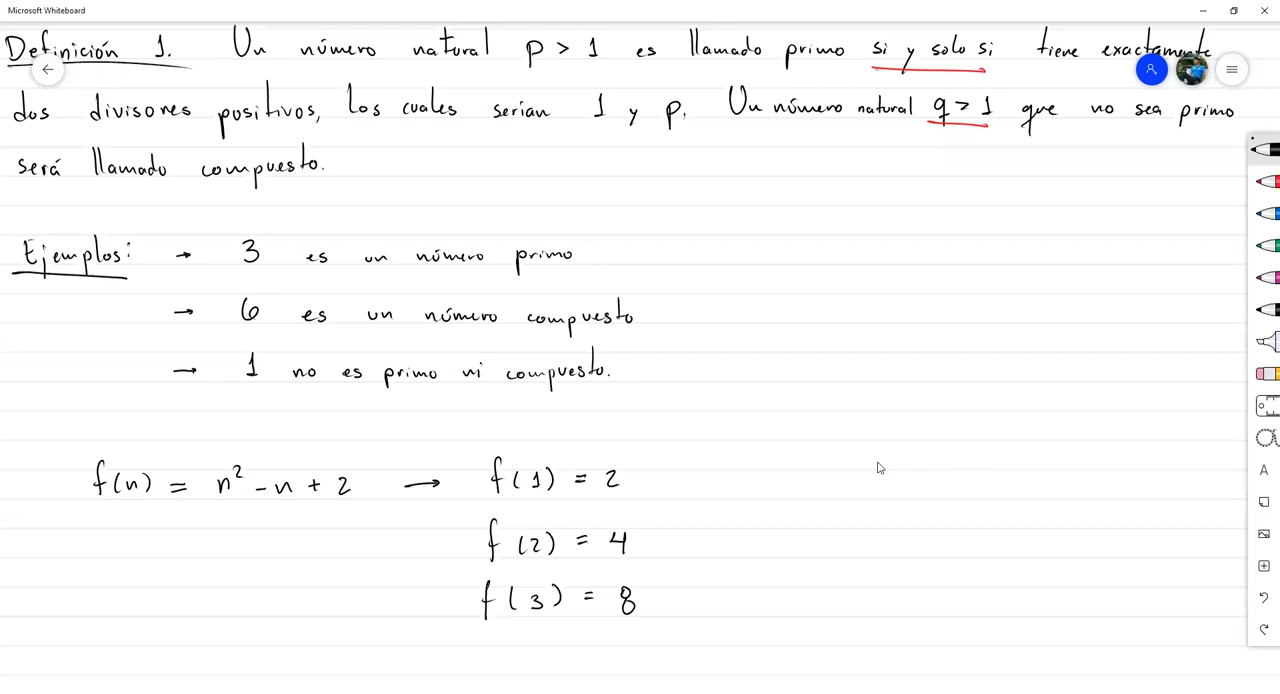 Microsoft Whiteboard
Definición 1. Un número natural p > 1 es llamado primo si y solo si tiene exactamente
dos divisores positivos, los cuales serían 1 y p. Un número natural q > 1 que no sea primo
será llamado compuesto.
Ejemplos: → 3 es un número primo
→ 6 es un número compuesto
→ 1 no es primo ni compuesto.
f(n) = n² - n + 2 → f(1) = 2
f(2) = 4
f(3) = 8
A